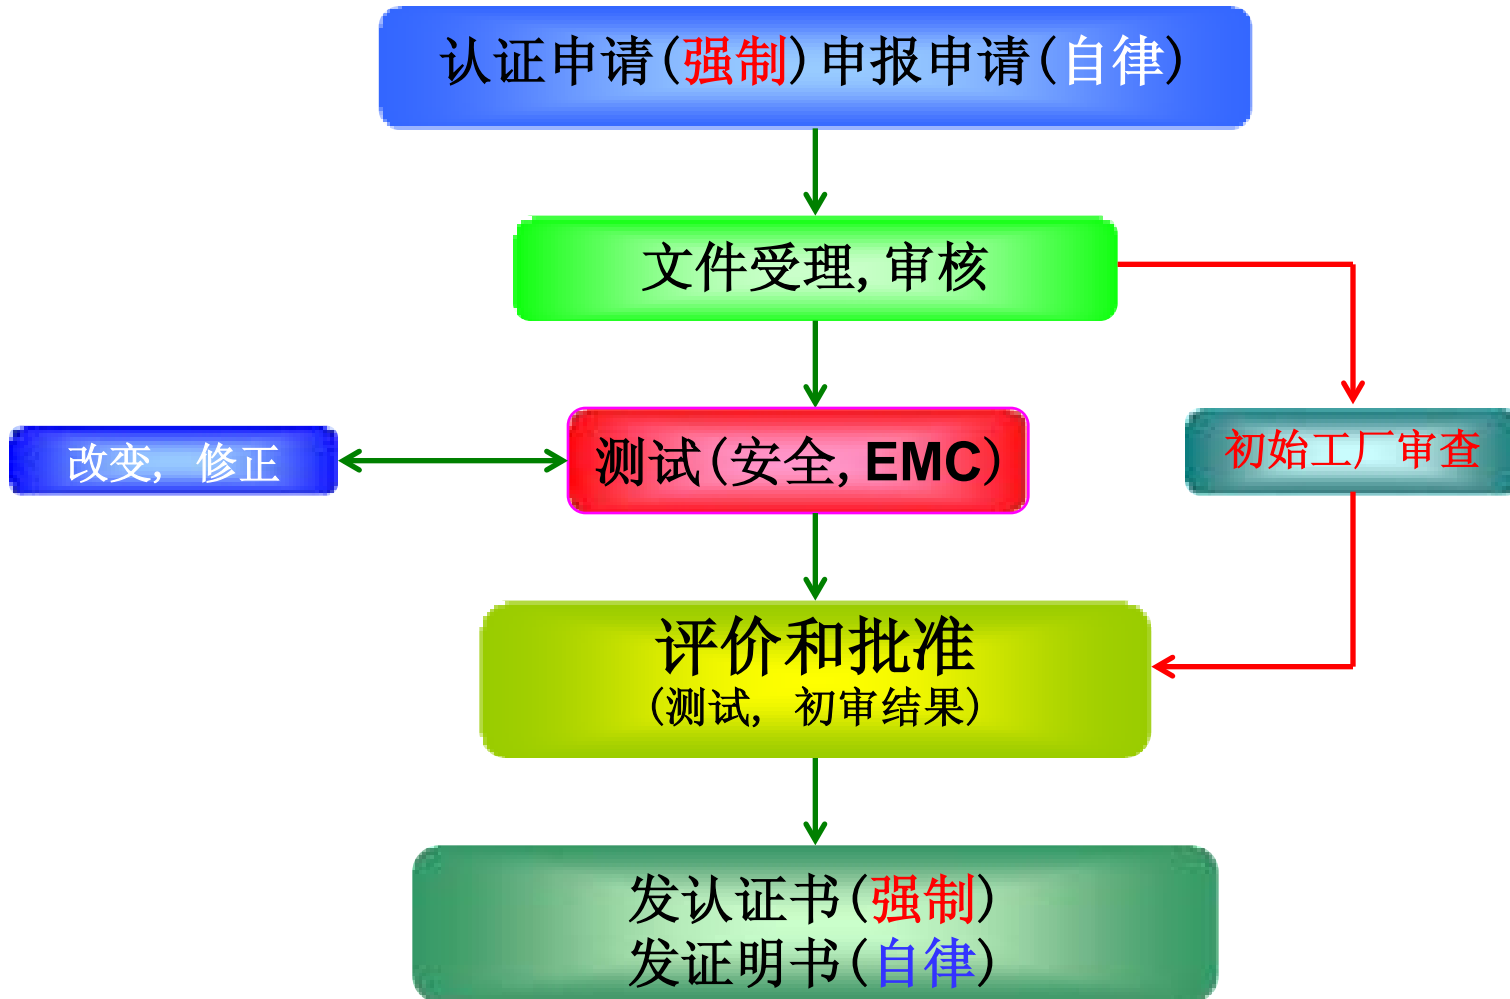 认证申请(强制)申报申请(自律)
文件受理,审核
改变, 修正
测试(安全,EMC)
初始工厂审查
评价和批准
(测试, 初审结果)
发认证书(强制)
发证明书(自律)